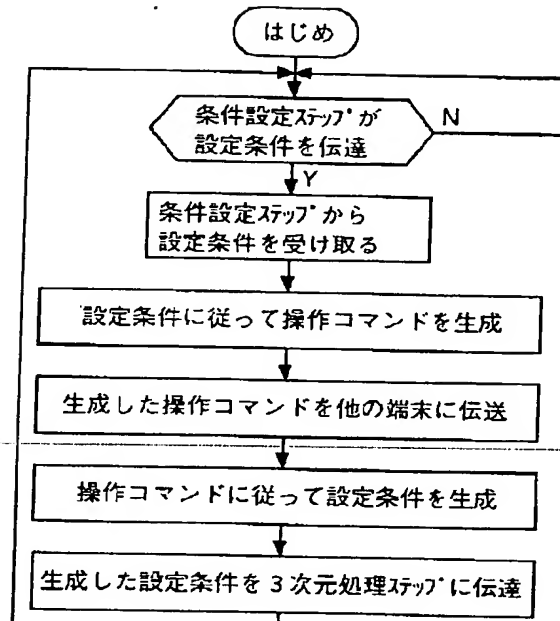 はじめ
条件設定ステップが
設定条件を伝達
N
Y
条件設定ステップから
設定条件を受け取る
設定条件に従って操作コマンドを生成
生成した操作コマンドを他の端末に伝送
操作コマンドに従って設定条件を生成
生成した設定条件を3次元処理ステップに伝達